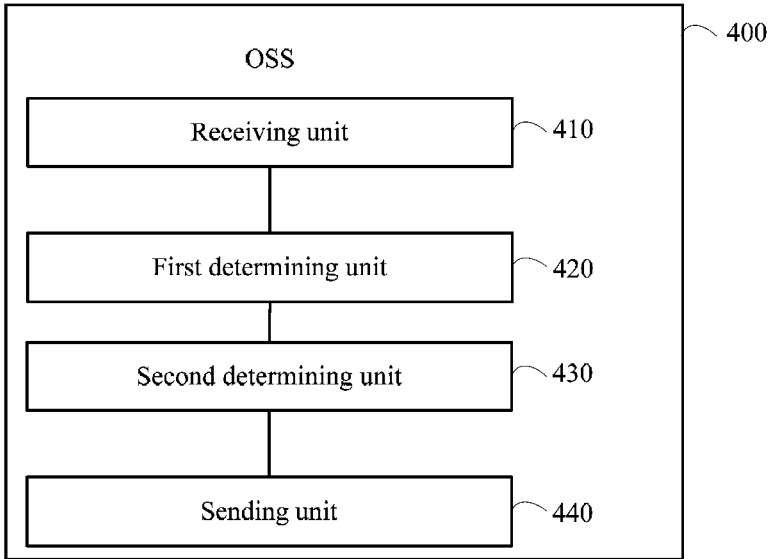 400
OSS
Receiving unit
410
First determining unit
420
Second determining unit
430
Sending unit
440